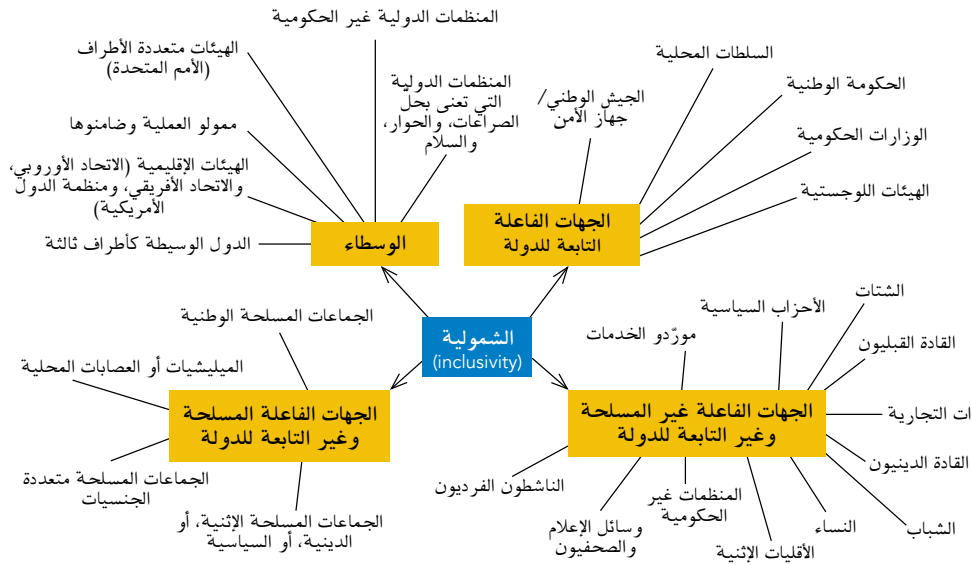 المنظمات الدولية غير الحكومية
الهيئات متعددة الأطراف
(الأمم المتحدة)
المنظمات الدولية
التي تعنى بحلّ
الصراعات، والحوار،
والسلام
ممولو العملية وضامنوها
الهيئات الإقليمية (الاتحاد الأوروبي،
والاتحاد الأفريقي، ومنظمة الدول
الأمريكية)
الدول الوسيطة كأطراف ثالثة
الوسطاء
السلطات المحلية
الجيش الوطني/
جهاز الأمن
الحكومة الوطنية
الوزارات الحكومية
الهيئات اللوجستية
الجهات الفاعلة
التابعة للدولة
الشمولية
(inclusivity)
الجماعات المسلحة الوطنية
الميليشيات أو العصابات المحلية
الجهات الفاعلة المسلحة
وغير التابعة للدولة
الجماعات المسلحة متعددة
الجنسيات
الجماعات المسلحة الإثنية، أو
الدينية، أو السياسية
الشتات
الأحزاب السياسية
مورّدو الخدمات
القادة القبليون
الجهات الفاعلة غير المسلحة
وغير التابعة للدولة
ات التجارية
القادة الدينيون
الشباب
النساء
الأقليات الإثنية
المنظمات غير
الحكومية
وسائل الإعلام
والصحفيون
الناشطون الفرديون